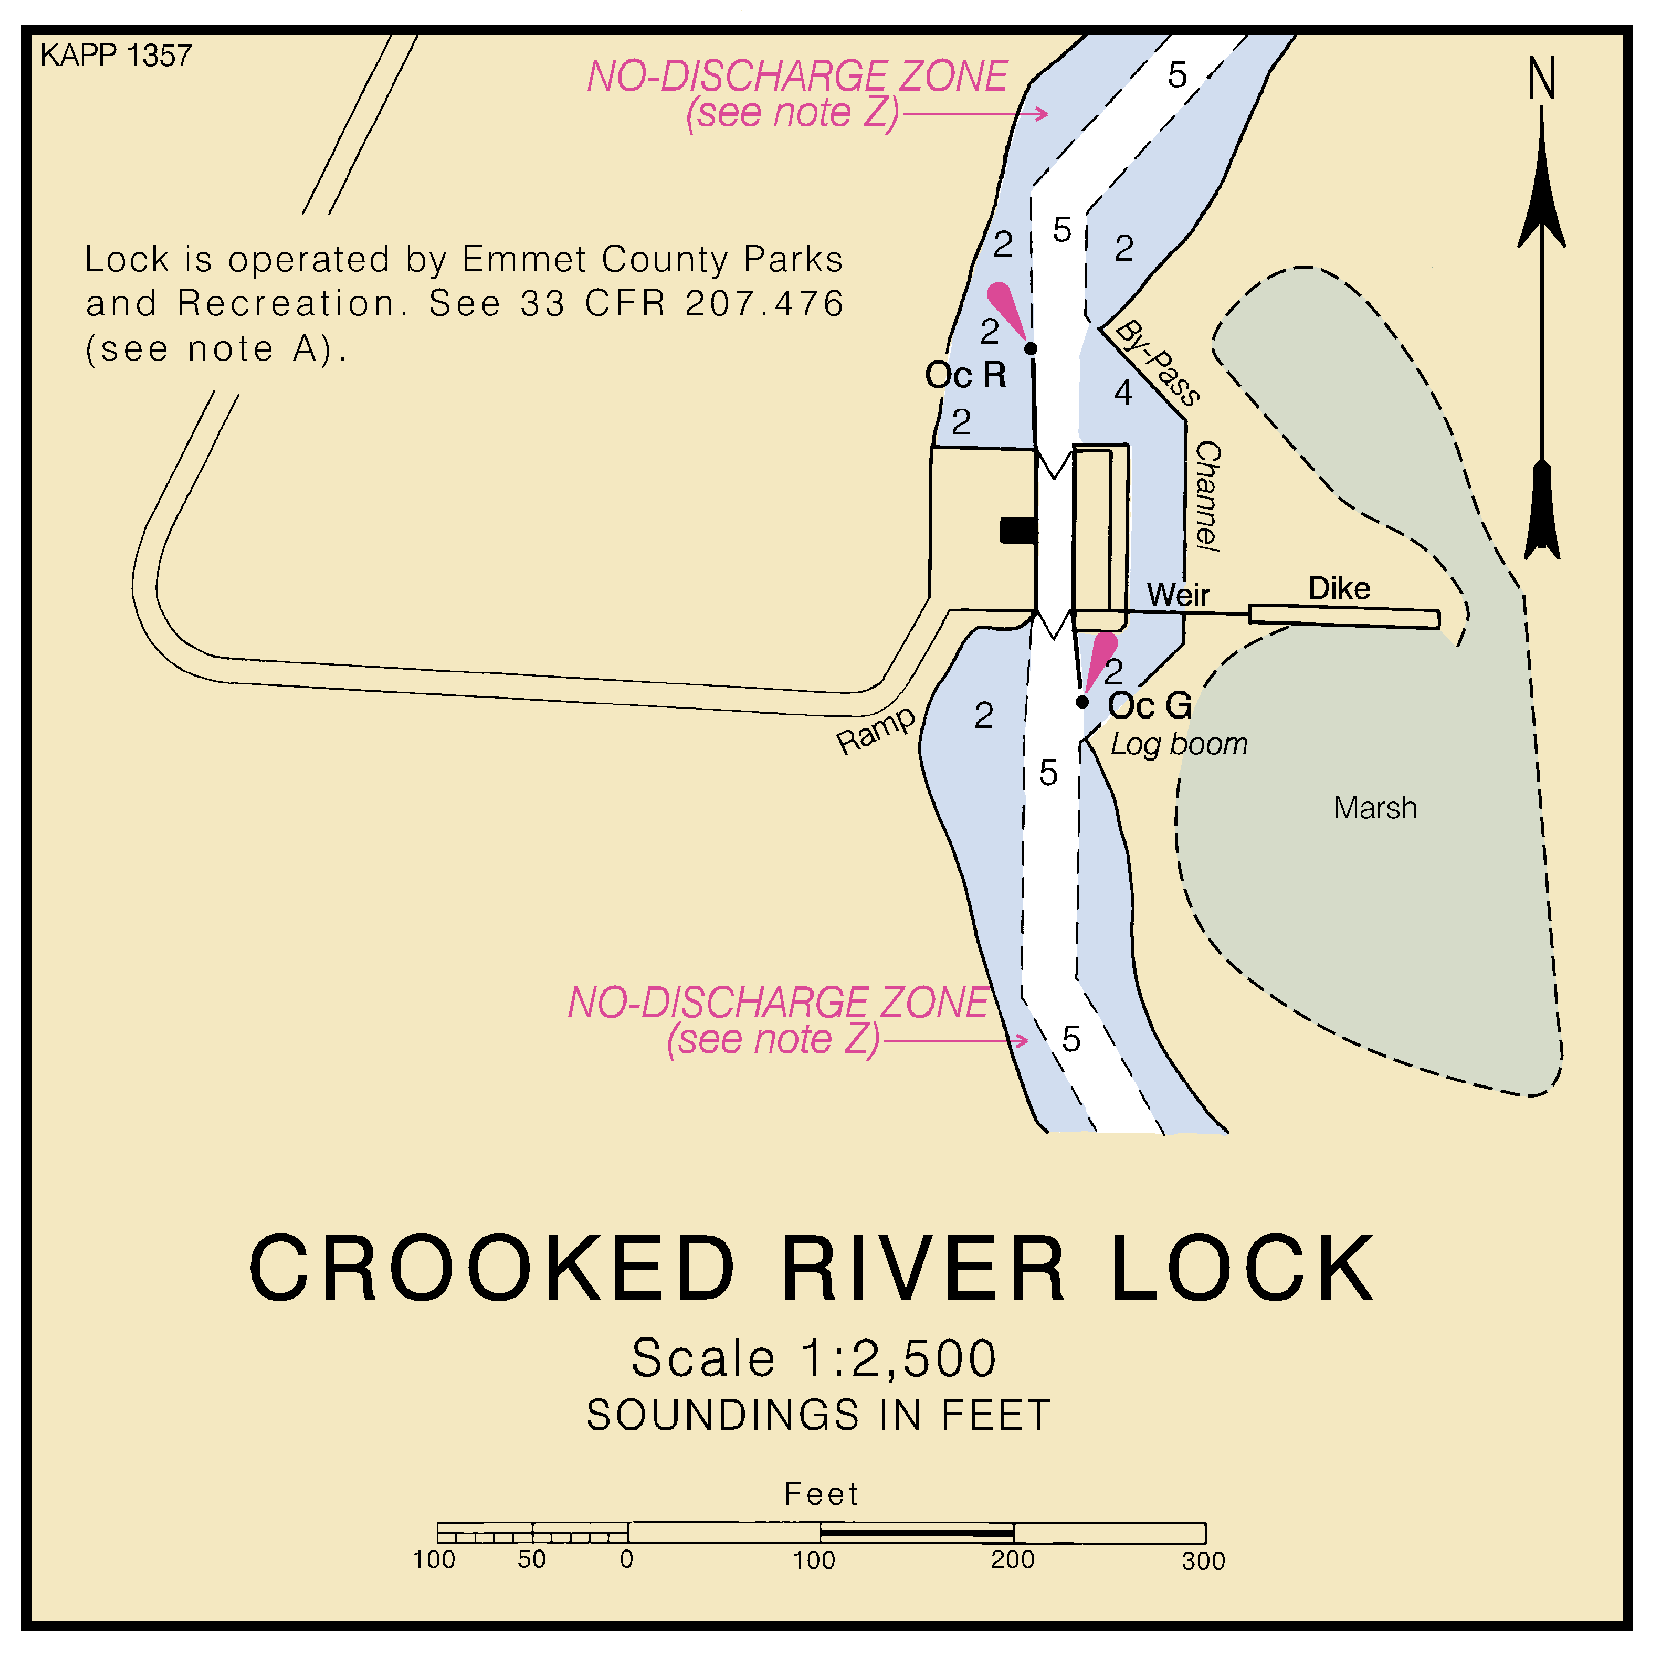 KAPP 1357
NO-DISCHARGE ZONE
(see note Z)
5
N
Lock is operated by Emmet County Parks
and Recreation. See 33 CFR 207.476
(see note A).
2
5
2
2
Oc R
2
By-Pass
4
Channel
Weir
Dike
2
Oc G
Log boom
2
Ramp
5
Marsh
NO-DISCHARGE ZONE
(see note Z)
5
CROOKED RIVER LOCK
Scale 1:2,500
SOUNDINGS IN FEET
Feet
100 50 0 100 200 300